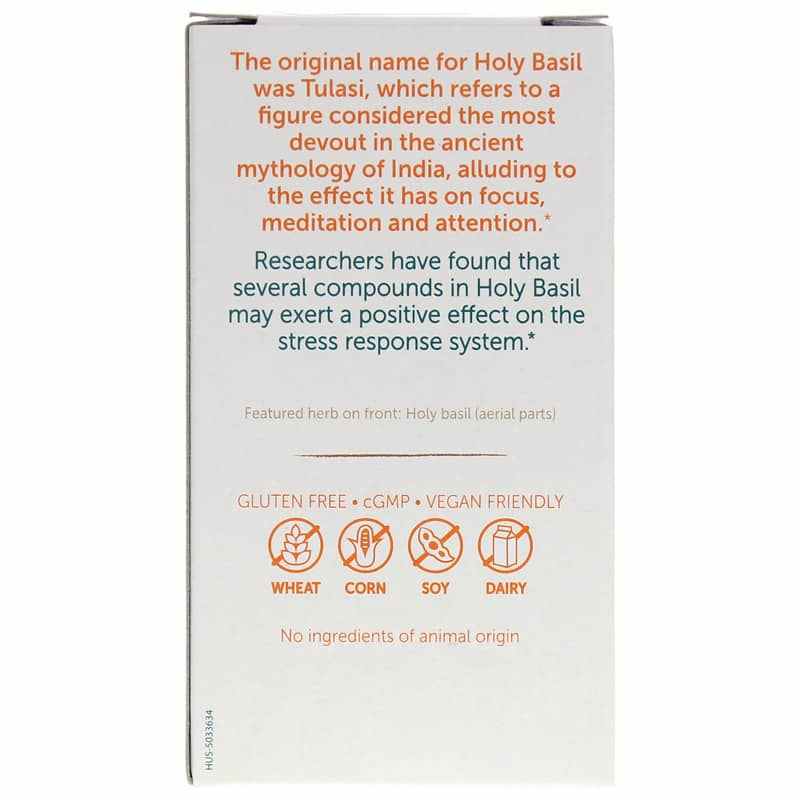 The original name for Holy Basil
was Tulasi, which refers to a
figure considered the most
devout in the ancient
mythology of India, alluding to
the effect it has on focus,
meditation and attention.*
Researchers have found that
several compounds in Holy Basil
may exert a positive effect on the
stress response system.*
Featured herb on front: Holy basil (aerial parts)
GLUTEN FREE • cGMP • VEGAN FRIENDLY
WHEAT CORN SOY DAIRY
No ingredients of animal origin
HUS-5033634